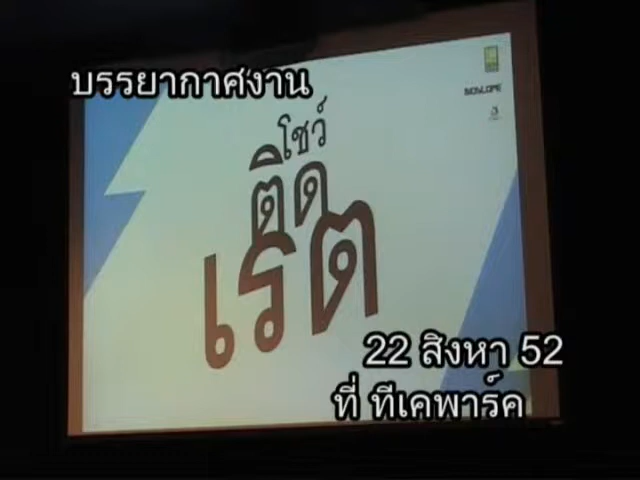 บรรยากาศงาน
โชว์
ติด
เรต
22 สิงหา 52
ที่ ทีเคพาร์ค